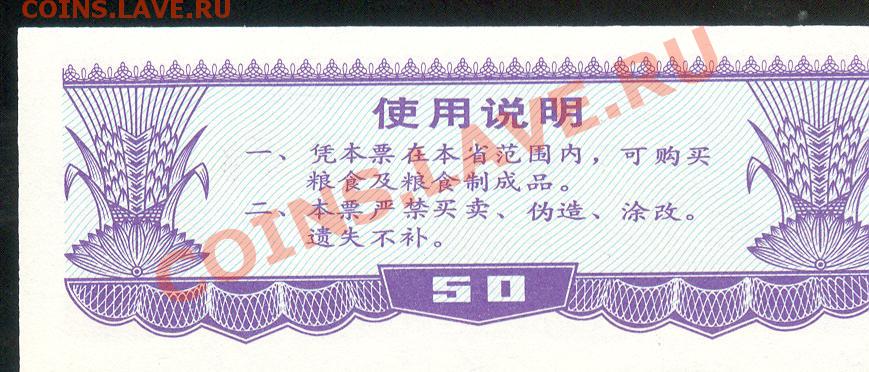 COINS.LAVE.RU
使用说明
一、凭本票在本省范围内，可购买
粮食及粮食制成品。
二、本票严禁买卖、伪造、涂改。
遗失不补。
50
COINS.LAVE.RU